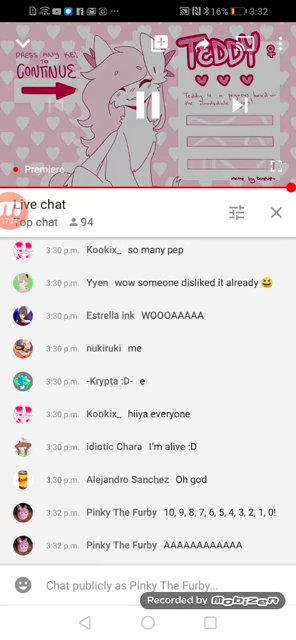 16% 3:32
PRESS ANY KEY
TO
CONTINUE
TEDDY
Teddy is a
based on
the
Premiere
Live chat
Top chat 94
3:30 p.m. Kookix_ so many pep
3:30 p.m. Yyen wow someone disliked it already 😆
3:30 p.m. Estrella ink WOOOAAAAA
3:30 p.m. nukiruki me
3:30 p.m. -Krypta :D- e
3:30 p.m. Kookix_ hiiya everyone
3:30 p.m. idiotic Chara I'm alive :D
3:30 p.m. Alejandro Sanchez Oh god
3:32 p.m. Pinky The Furby 10, 9, 8, 7, 6, 5, 4, 3, 2, 1, 0!
3:32 p.m. Pinky The Furby AAAAAAAAAAAA
Chat publicly as Pinky The Furby...
Recorded by mobizen